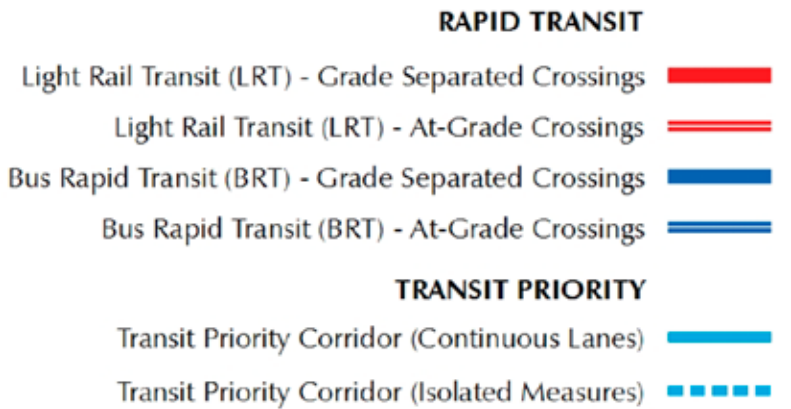 RAPID TRANSIT
Light Rail Transit (LRT) - Grade Separated Crossings
Light Rail Transit (LRT) - At-Grade Crossings
Bus Rapid Transit (BRT) - Grade Separated Crossings
Bus Rapid Transit (BRT) - At-Grade Crossings
TRANSIT PRIORITY
Transit Priority Corridor (Continuous Lanes)
Transit Priority Corridor (Isolated Measures)